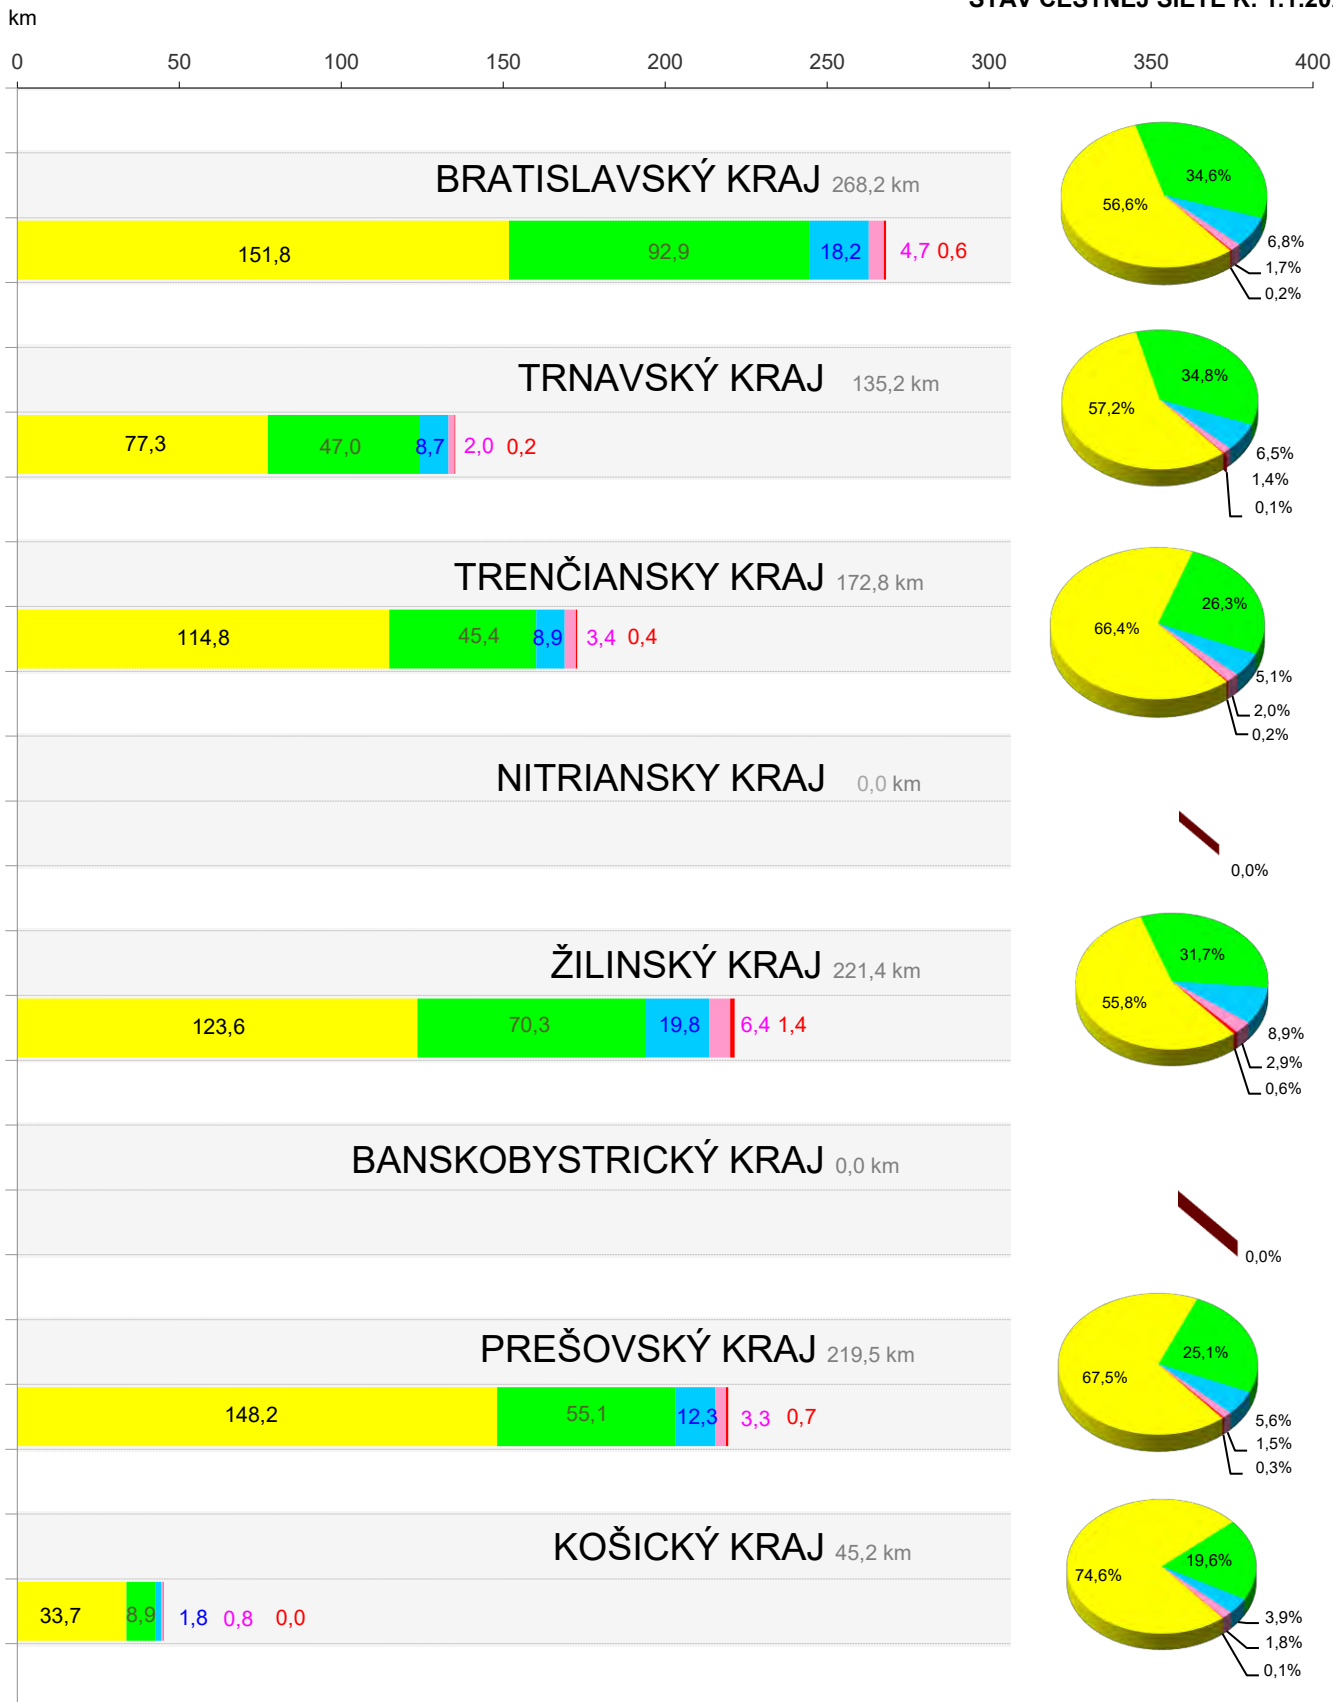 STAV CESTNEJ SIETE K: 1.1.20
km
0 50 100 150 200 250 300 350 400
BRATISLAVSKÝ KRAJ 268,2 km
151,8 92,9 18,2 4,7 0,6
56,6% 34,6% 6,8% 1,7% 0,2%
TRNAVSKÝ KRAJ 135,2 km
77,3 47,0 8,7 2,0 0,2
57,2% 34,8% 6,5% 1,4% 0,1%
TRENČIANSKY KRAJ 172,8 km
114,8 45,4 8,9 3,4 0,4
66,4% 26,3% 5,1% 2,0% 0,2%
NITRIANSKY KRAJ 0,0 km
0,0%
ŽILINSKÝ KRAJ 221,4 km
123,6 70,3 19,8 6,4 1,4
55,8% 31,7% 8,9% 2,9% 0,6%
BANSKOBYSTRICKÝ KRAJ 0,0 km
0,0%
PREŠOVSKÝ KRAJ 219,5 km
148,2 55,1 12,3 3,3 0,7
67,5% 25,1% 5,6% 1,5% 0,3%
KOŠICKÝ KRAJ 45,2 km
33,7 8,9 1,8 0,8 0,0
74,6% 19,6% 3,9% 1,8% 0,1%